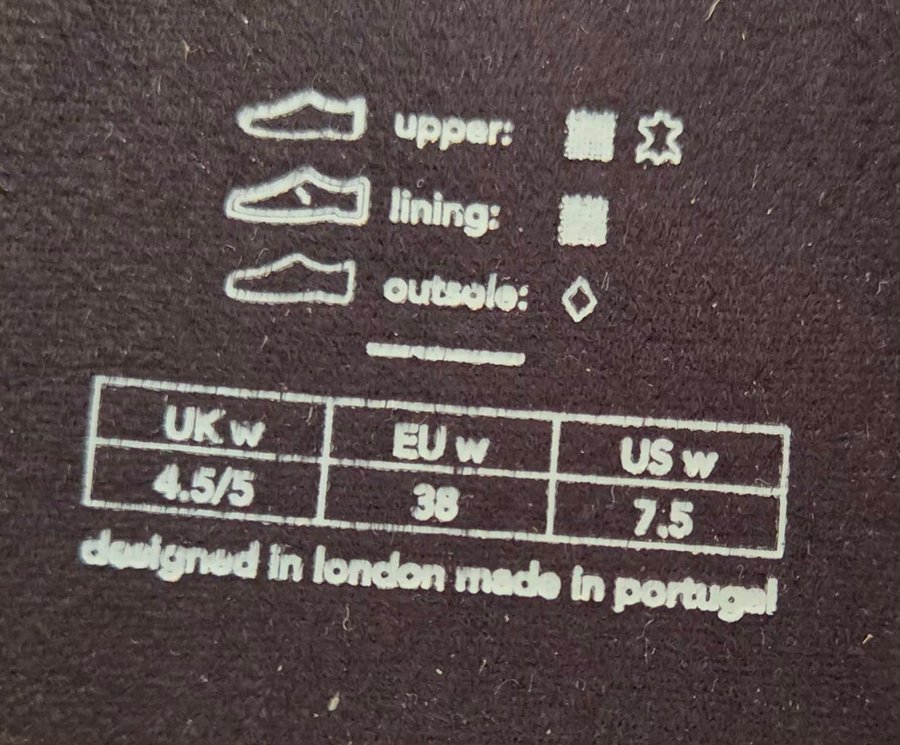 upper:
lining:
outsole:
UK w EU w US w
4.5/5 38 7.5
designed in london made in portugal